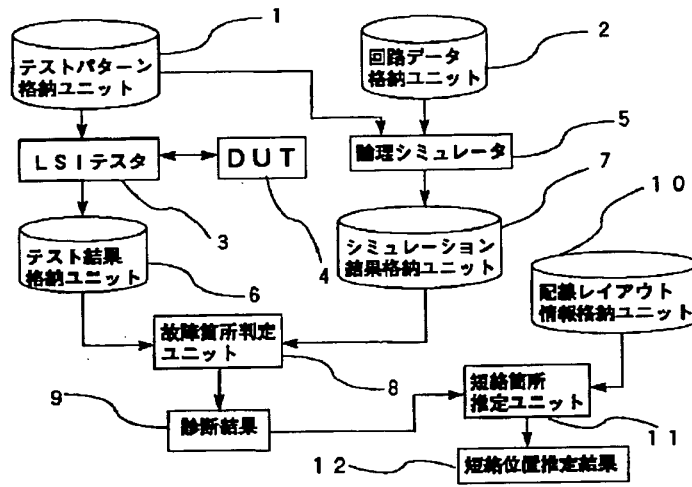 1
2
テストパターン
格納ユニット
回路データ
格納ユニット
5
LSIテスタ
DUT
論理シミュレータ
7
10
3
4
テスト結果
格納ユニット
シミュレーション
結果格納ユニット
6
配線レイアウト
情報格納ユニット
故障箇所判定
ユニット
8
短絡箇所
推定ユニット
9
診断結果
11
12
短絡位置推定結果